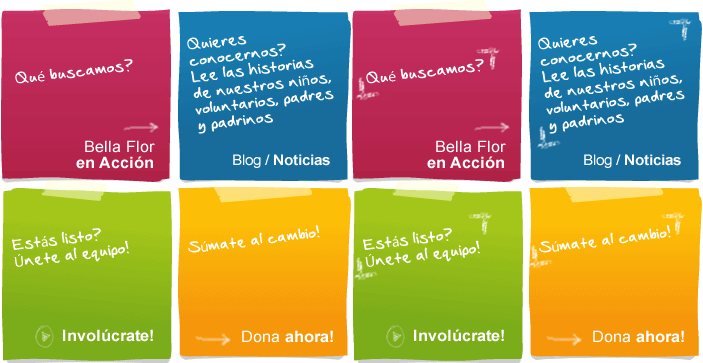 Qué buscamos?
Bella Flor
en Acción
Quieres
conocernos?
Lee las historias
de nuestros niños,
voluntarios, padres
y padrinos
Blog / Noticias
Qué buscamos?
Bella Flor
en Acción
Quieres
conocernos?
Lee las historias
de nuestros niños,
voluntarios, padres
y padrinos
Blog / Noticias
Estás listo?
Únete al equipo!
Involúcrate!
Súmate al cambio!
Dona ahora!
Estás listo?
Únete al equipo!
Involúcrate!
Súmate al cambio!
Dona ahora!